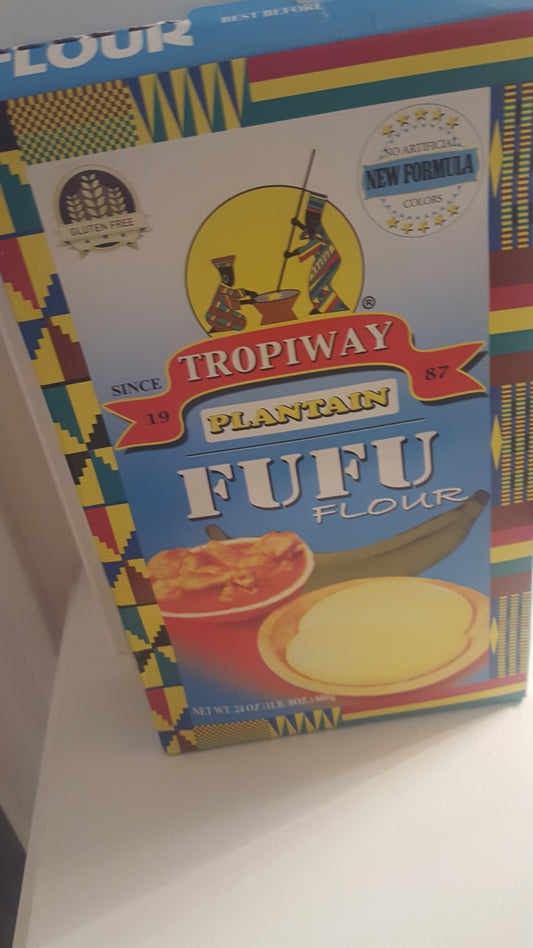 FLOUR
BEST BEFORE
GLUTEN FREE
NO ARTIFICIAL
NEW FORMULA
COLORS
®
TROPIWAY
SINCE
19 87
PLANTAIN
FUFU
FLOUR
NET WT. 24 OZ (1LB. 8OZ.) 680g